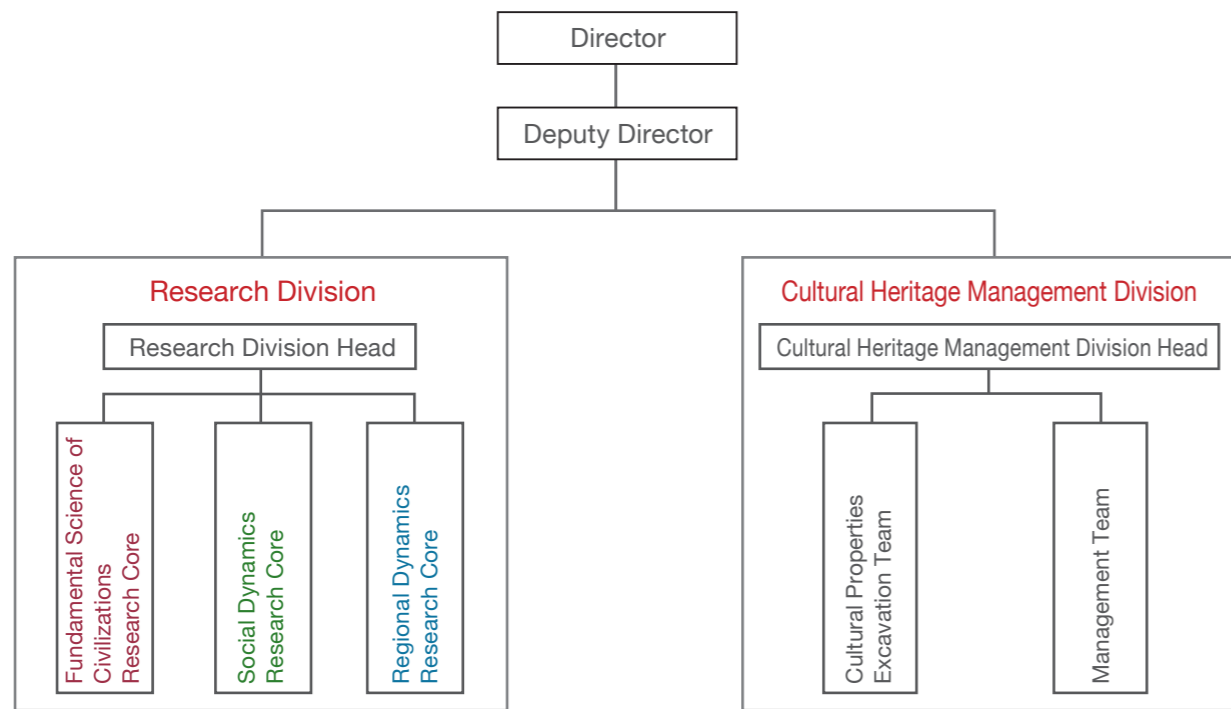 Director
Deputy Director
Research Division
Research Division Head
Fundamental Science of
Civilizations
Research Core
Social Dynamics
Research Core
Regional Dynamics
Research Core
Cultural Heritage Management Division
Cultural Heritage Management Division Head
Cultural Properties
Excavation Team
Management Team